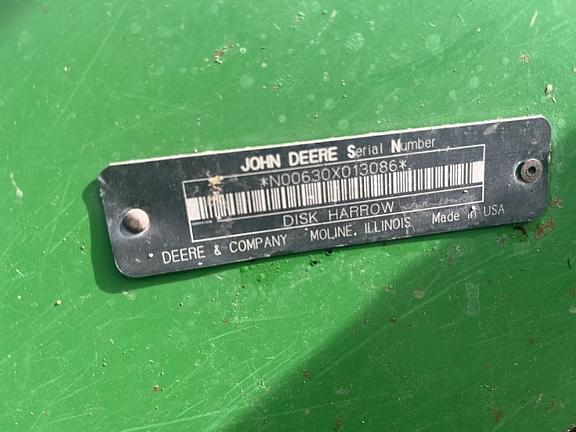 JOHN DEERE Serial Number
*N00630X013086*
DISK HARROW
DEERE & COMPANY MOLINE, ILLINOIS Made in USA